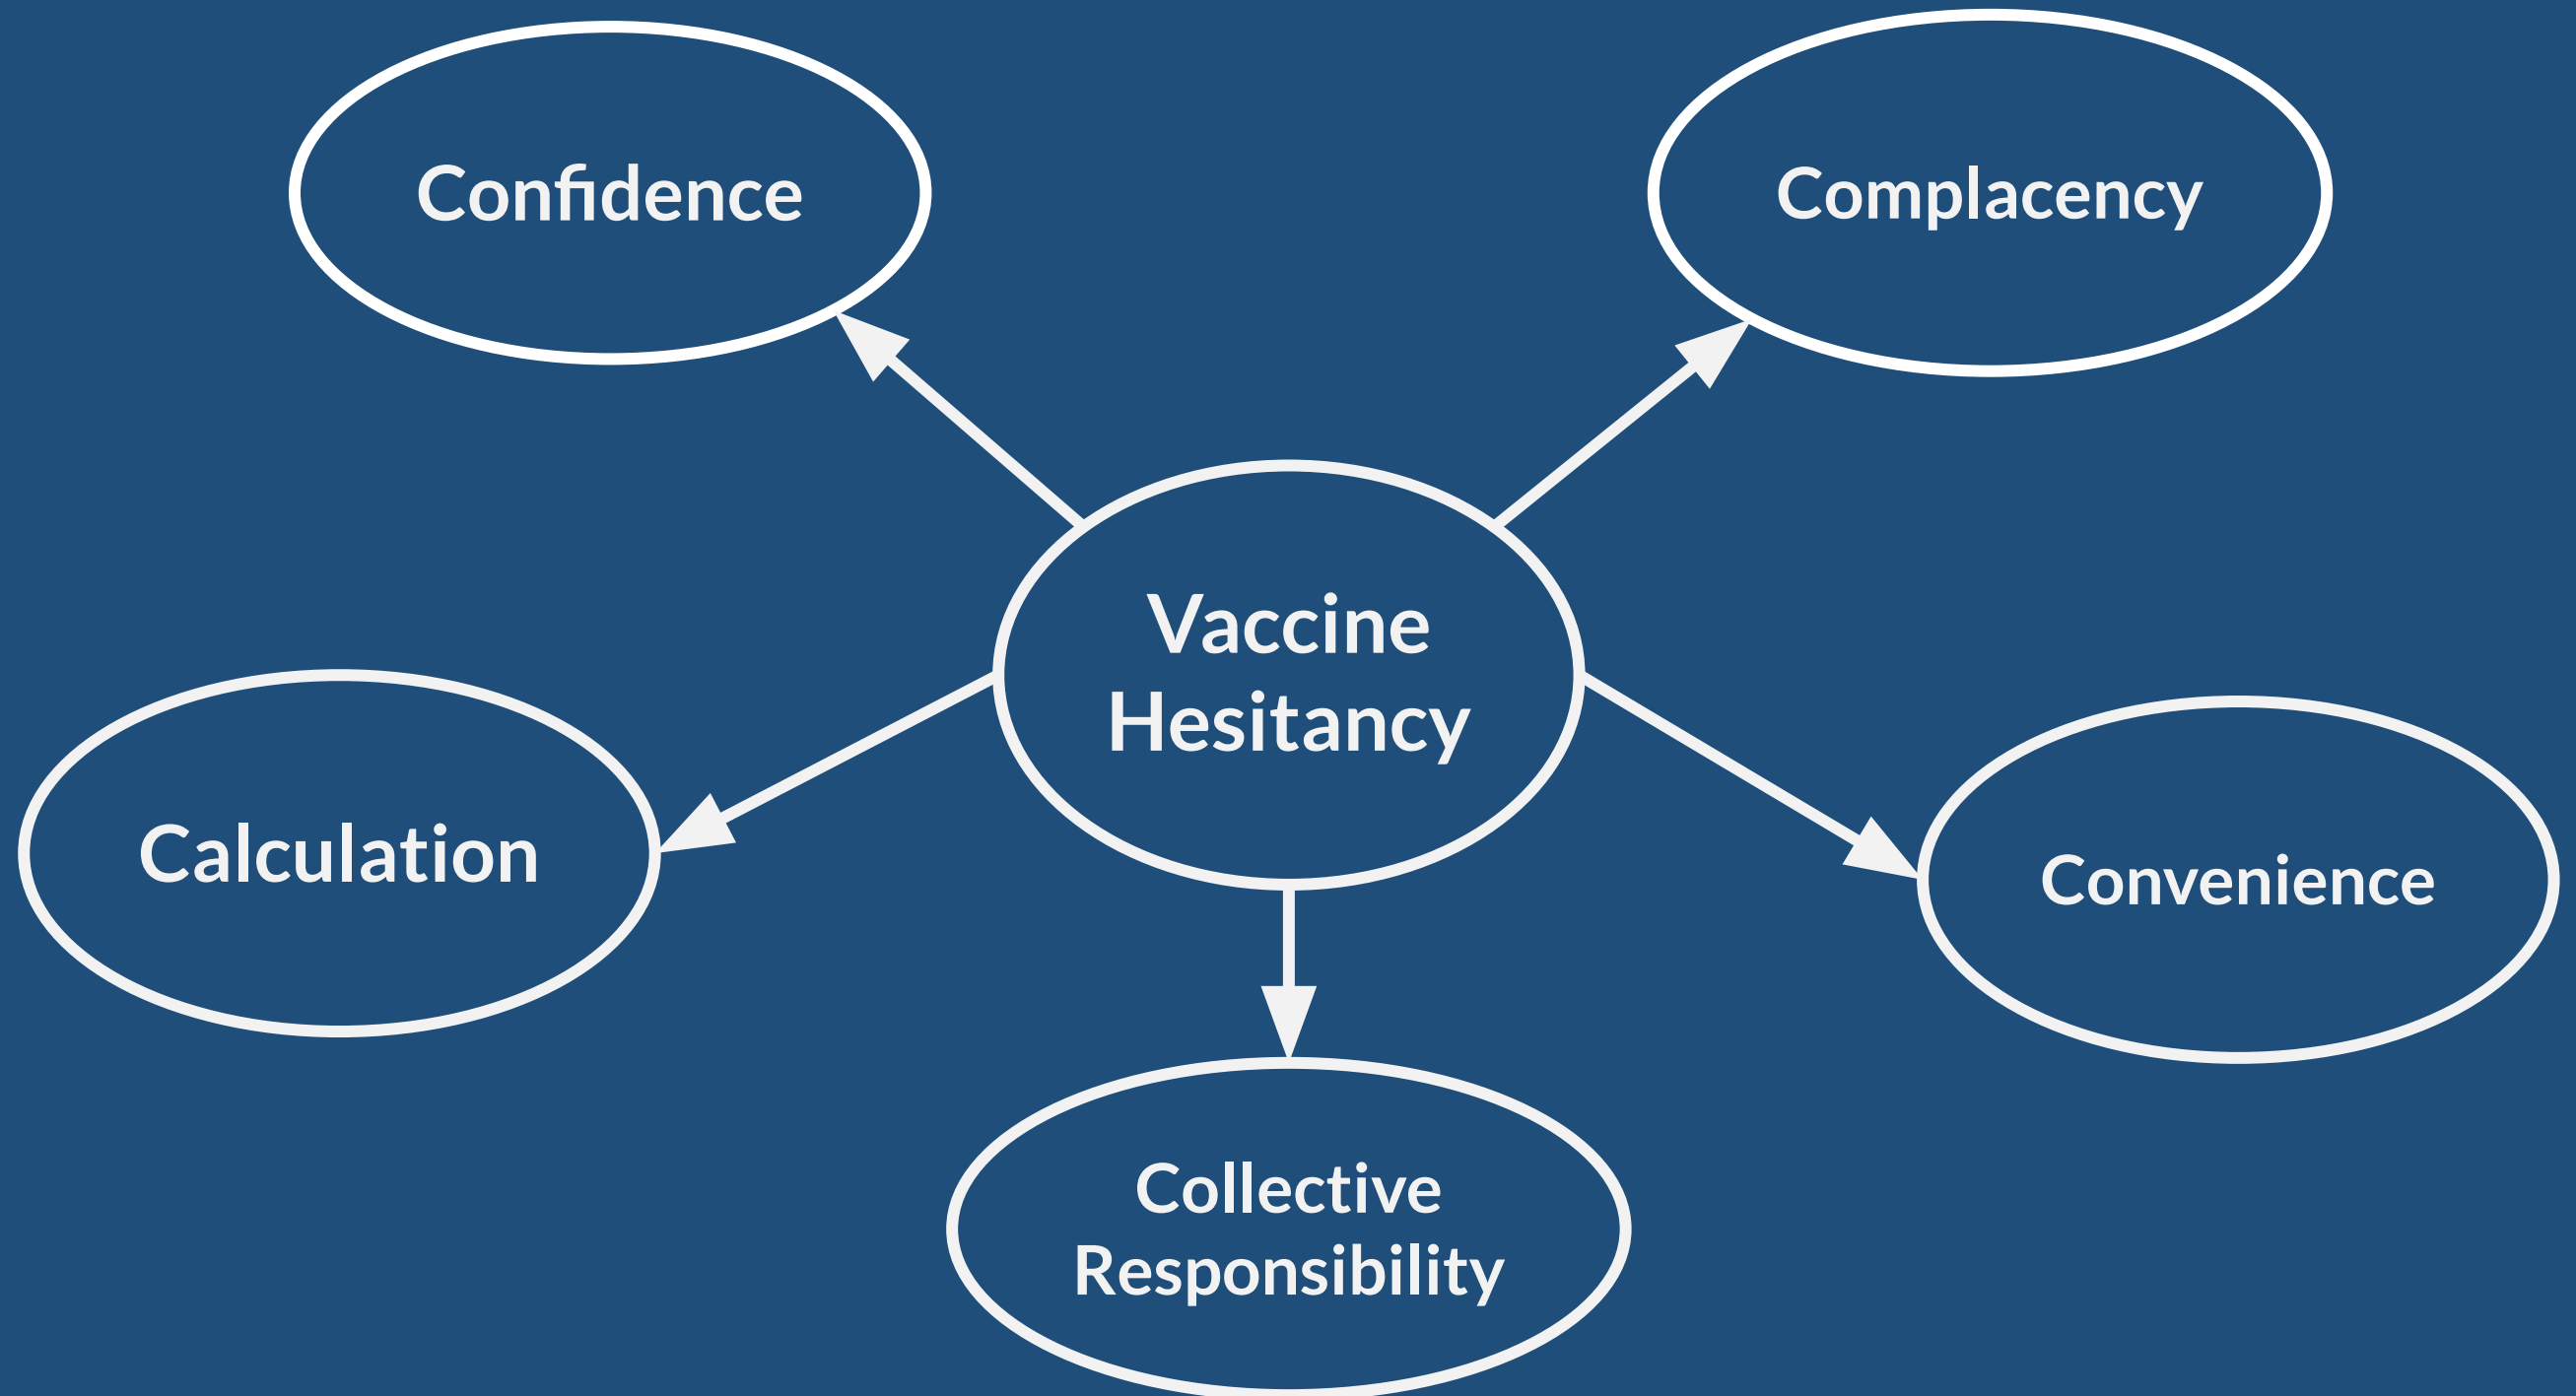 Confidence
Complacency
Vaccine
Hesitancy
Calculation
Convenience
Collective
Responsibility